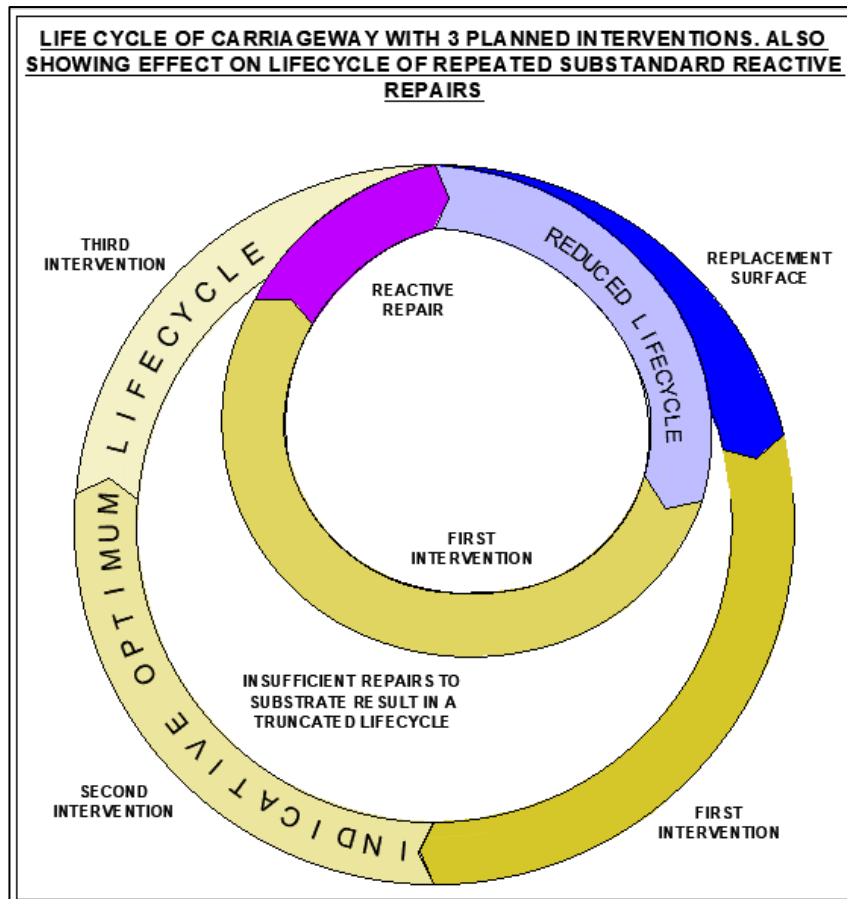 LIFE CYCLE OF CARRIAGEWAY WITH 3 PLANNED INTERVENTIONS. ALSO
SHOWING EFFECT ON LIFECYCLE OF REPEATED SUBSTANDARD REACTIVE
REPAIRS
THIRD
INTERVENTION
LIFECYCLE
REACTIVE
REPAIR
REDUCED LIFECYCLE
REPLACEMENT
SURFACE
FIRST
INTERVENTION
INSUFFICIENT REPAIRS TO
SUBSTRATE RESULT IN A
TRUNCATED LIFECYCLE
INDICATIVE OPTIMUM
SECOND
INTERVENTION
FIRST
INTERVENTION